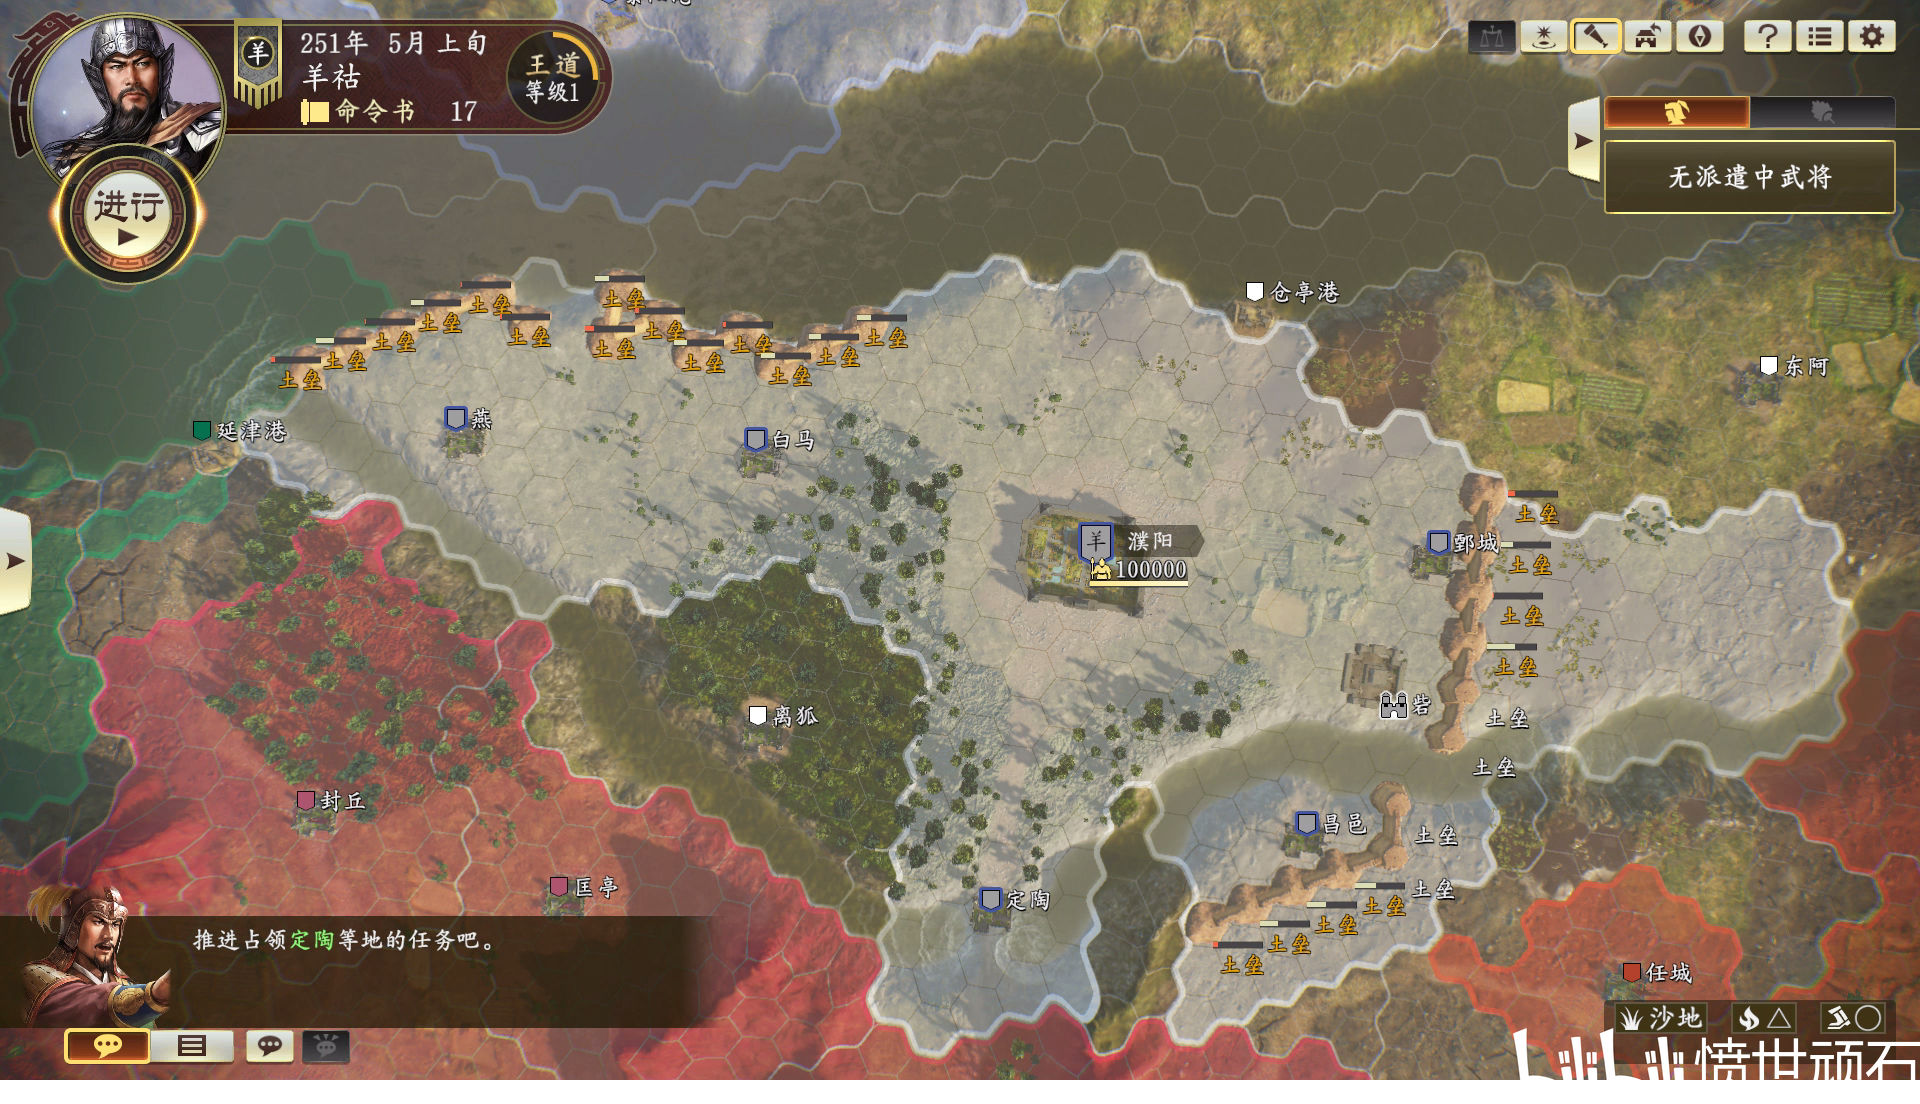 251年 5月 上旬
羊
羊祜
命令书 17
王道
等级1
进行
无派遣中武将
仓亭港
东阿
土垒
土垒
土垒
土垒
土垒
土垒
土垒
土垒
土垒
土垒
土垒
土垒
土垒
土垒
延津港
燕
白马
羊
濮阳
100000
鄄城
土垒
土垒
土垒
土垒
土垒
土垒
砦
离狐
封丘
匡亭
昌邑
土垒
土垒
定陶
土垒
土垒
土垒
土垒
任城
推进占领定陶等地的任务吧。
沙地
bilibili 愤世顽石